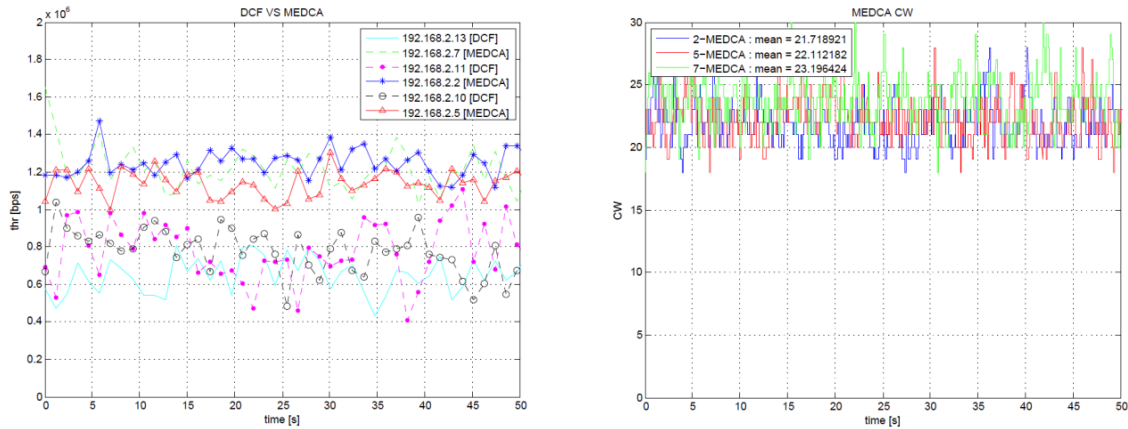 DCF VS MEDCA
x 10^6
2
1.8
1.6
1.4
1.2
1
0.8
0.6
0.4
0.2
0
thr [bps]
192.168.2.13 [DCF]
192.168.2.7 [MEDCA]
192.168.2.11 [DCF]
192.168.2.2 [MEDCA]
192.168.2.10 [DCF]
192.168.2.5 [MEDCA]
0 5 10 15 20 25 30 35 40 45 50
time [s]
MEDCA CW
30
25
20
15
10
5
0
CW
2-MEDCA : mean = 21.718921
5-MEDCA : mean = 22.112182
7-MEDCA : mean = 23.196424
0 5 10 15 20 25 30 35 40 45 50
time [s]